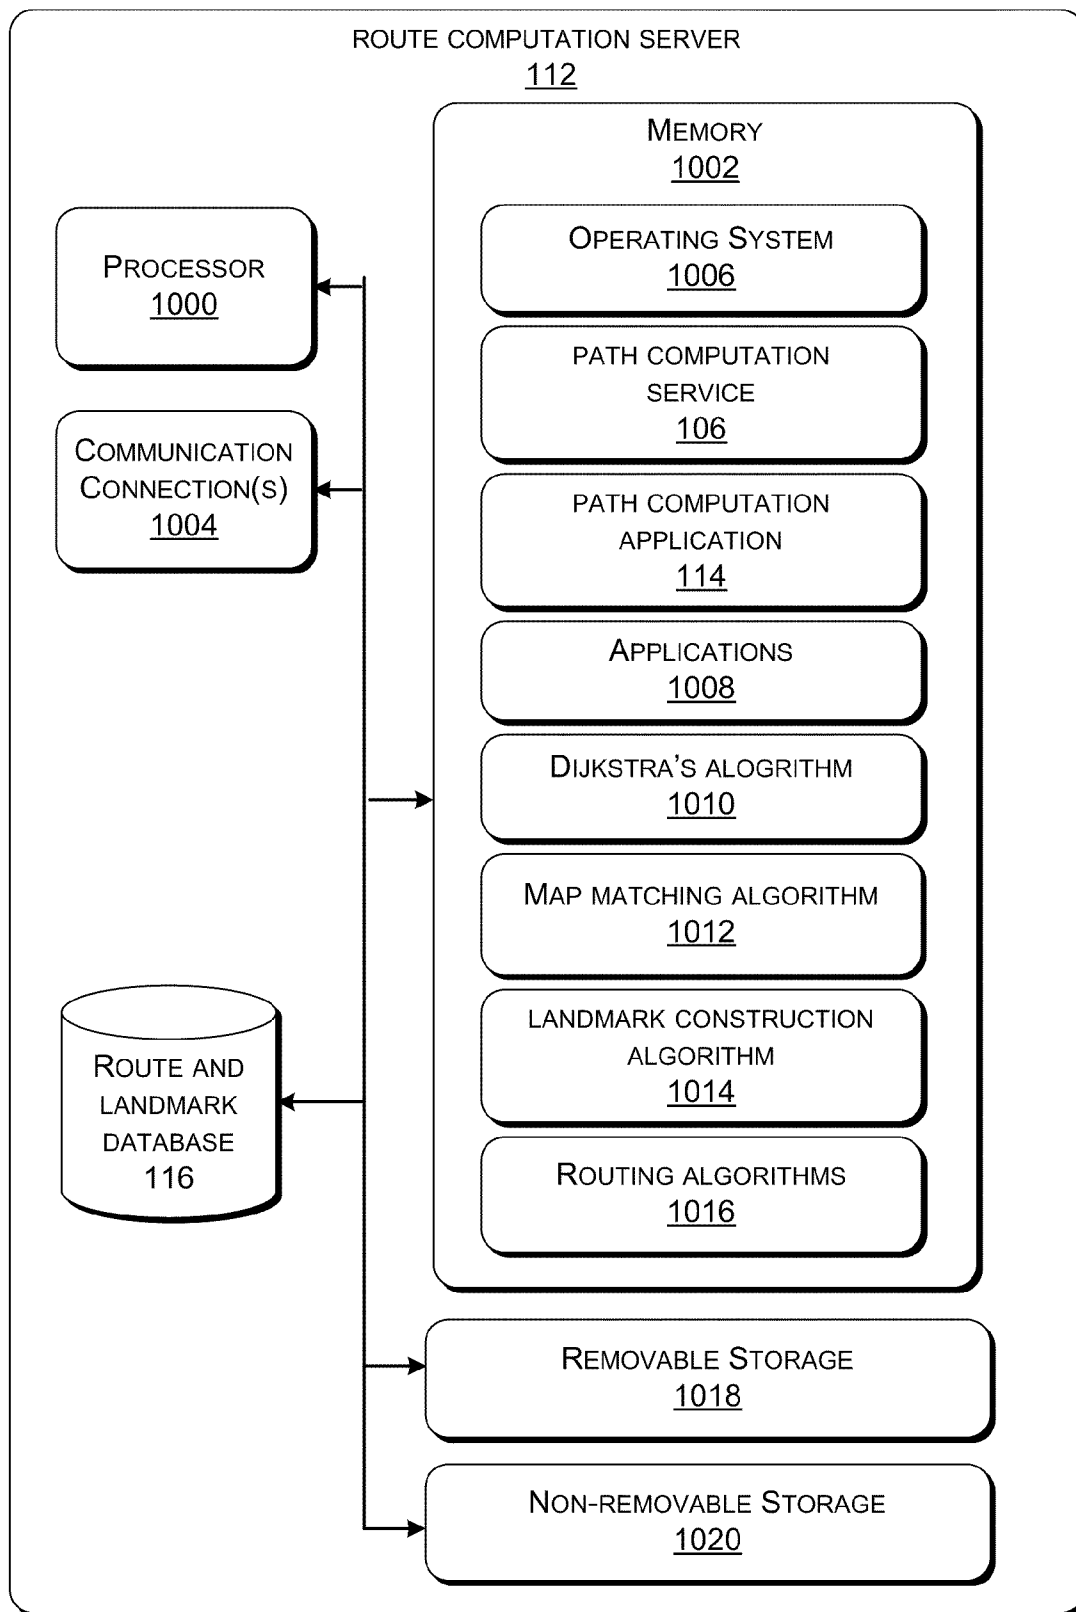 ROUTE COMPUTATION SERVER
112
MEMORY
1002
OPERATING SYSTEM
1006
PATH COMPUTATION
SERVICE
106
PATH COMPUTATION
APPLICATION
114
APPLICATIONS
1008
DIJKSTRA'S ALOGRITHM
1010
MAP MATCHING ALGORITHM
1012
LANDMARK CONSTRUCTION
ALGORITHM
1014
ROUTING ALGORITHMS
1016
PROCESSOR
1000
COMMUNICATION
CONNECTION(S)
1004
ROUTE AND
LANDMARK
DATABASE
116
REMOVABLE STORAGE
1018
NON-REMOVABLE STORAGE
1020